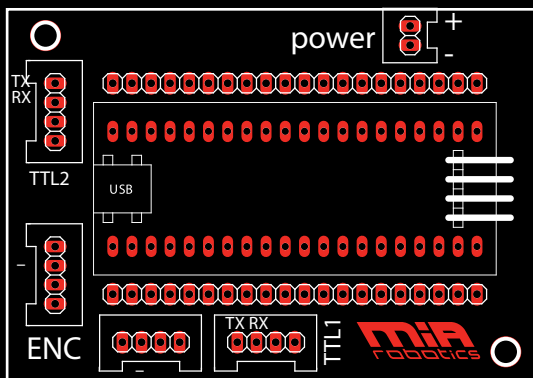 power
+
-
TX
RX
TTL2
USB
-
ENC
-
TX RX
TTL1
MiA
robotics